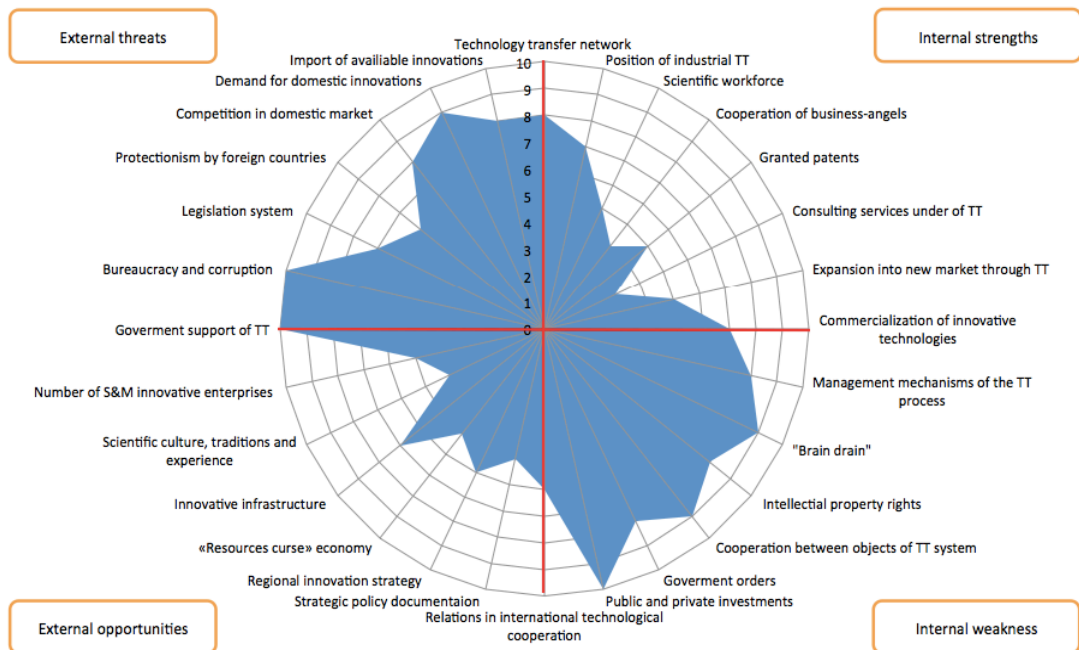 External threats
Internal strengths
Technology transfer network
Import of availiable innovations
Position of industrial TT
Demand for domestic innovations
Scientific workforce
Competition in domestic market
Cooperation of business-angels
Protectionism by foreign countries
Granted patents
Legislation system
Consulting services under of TT
Bureaucracy and corruption
Expansion into new market through TT
Goverment support of TT
Commercialization of innovative
technologies
Number of S&M innovative enterprises
Management mechanisms of the TT
process
Scientific culture, traditions and
experience
"Brain drain"
Innovative infrastructure
Intellectial property rights
«Resources curse» economy
Cooperation between objects of TT system
Regional innovation strategy
Goverment orders
Strategic policy documentaion
Public and private investments
Relations in international technological
cooperation
10
9
8
7
6
5
4
3
2
1
0
External opportunities
Internal weakness